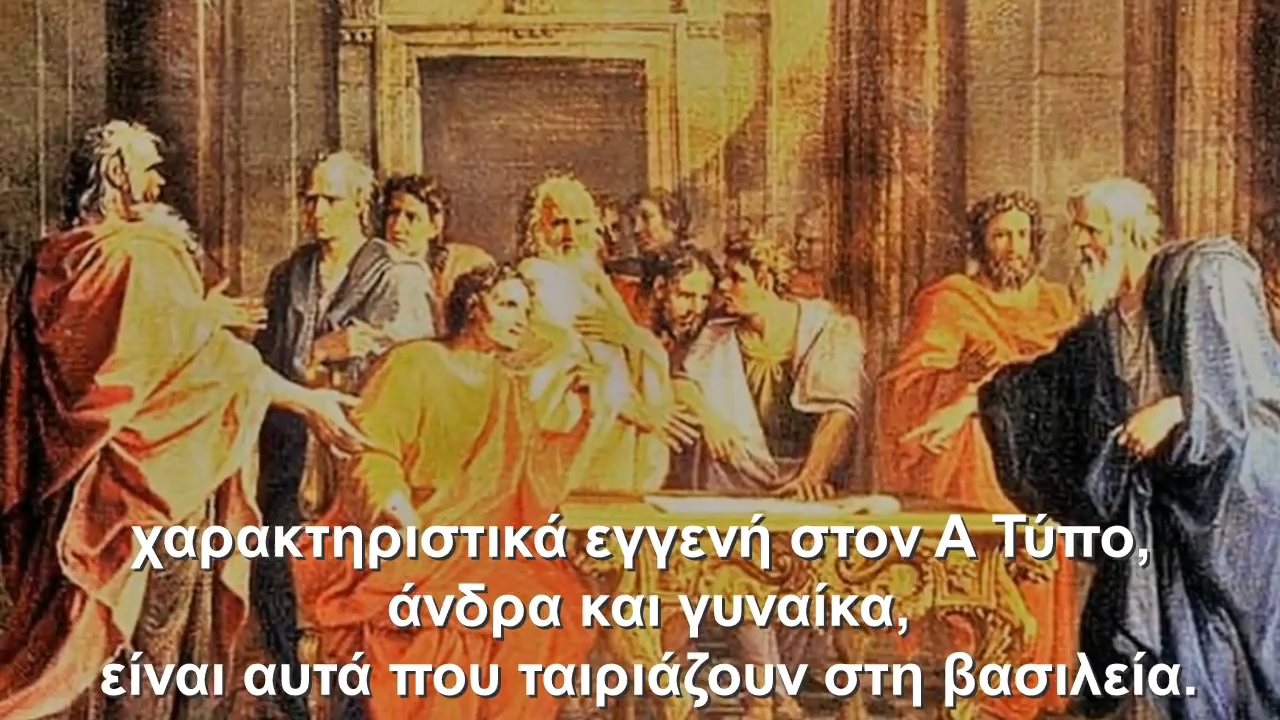 χαρακτηριστικά εγγενή στον Α Τύπο,
άνδρα και γυναίκα,
είναι αυτά που ταιριάζουν στη βασιλεία.